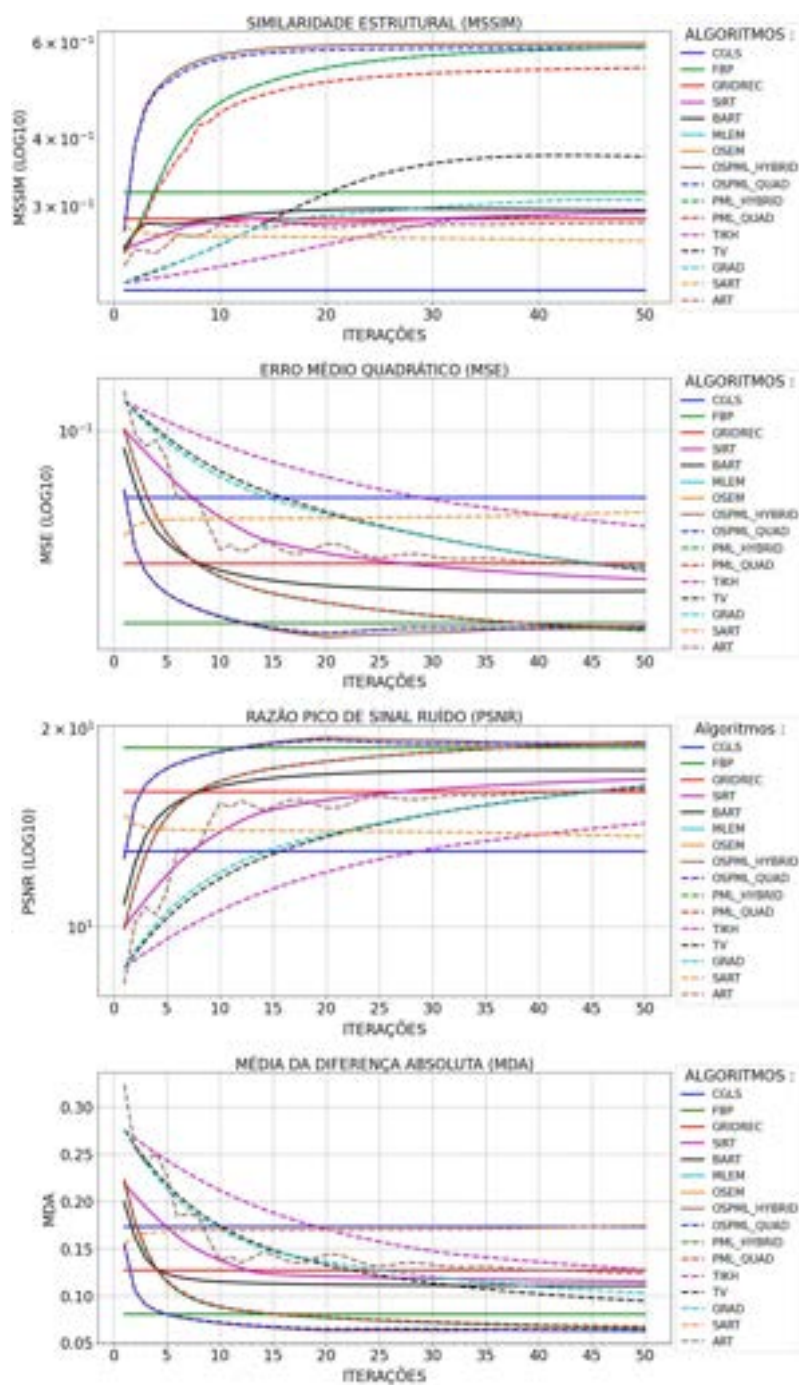 SIMILARIDADE ESTRUTURAL (MSSIM)
6 × 10⁻¹
4 × 10⁻¹
3 × 10⁻¹
MSSIM (LOG10)
0 10 20 30 40 50
ITERAÇÕES
ALGORITMOS :
CGLS
FBP
GRIDREC
SIRT
BART
MLEM
OSEM
OSPML_HYBRID
OSPML_QUAD
PML_HYBRID
PML_QUAD
TIKH
TV
GRAD
SART
ART
ERRO MÉDIO QUADRÁTICO (MSE)
10⁻¹
MSE (LOG10)
0 5 10 15 20 25 30 35 40 45 50
ITERAÇÕES
ALGORITMOS :
CGLS
FBP
GRIDREC
SIRT
BART
MLEM
OSEM
OSPML_HYBRID
OSPML_QUAD
PML_HYBRID
PML_QUAD
TIKH
TV
GRAD
SART
ART
RAZÃO PICO DE SINAL RUÍDO (PSNR)
2 × 10¹
10¹
PSNR (LOG10)
0 5 10 15 20 25 30 35 40 45 50
ITERAÇÕES
Algoritmos :
CGLS
FBP
GRIDREC
SIRT
BART
MLEM
OSEM
OSPML_HYBRID
OSPML_QUAD
PML_HYBRID
PML_QUAD
TIKH
TV
GRAD
SART
ART
MÉDIA DA DIFERENÇA ABSOLUTA (MDA)
0.30
0.25
0.20
0.15
0.10
0.05
MDA
0 5 10 15 20 25 30 35 40 45 50
ITERAÇÕES
ALGORITMOS :
CGLS
FBP
GRIDREC
SIRT
BART
MLEM
OSEM
OSPML_HYBRID
OSPML_QUAD
PML_HYBRID
PML_QUAD
TIKH
TV
GRAD
SART
ART